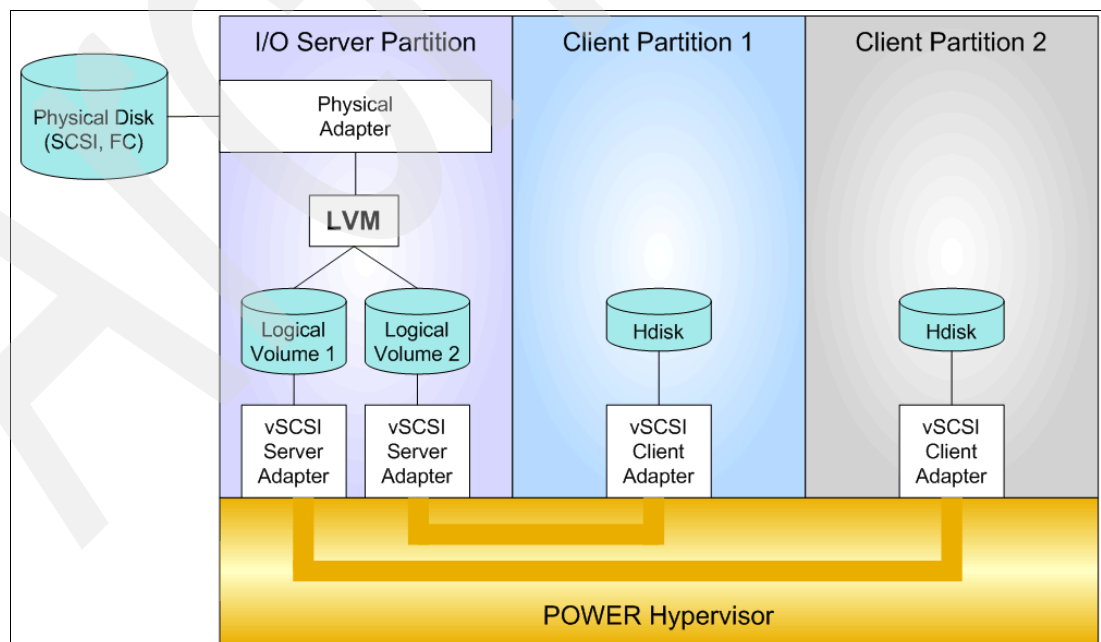 I/O Server Partition
Client Partition 1
Client Partition 2
Physical Disk
(SCSI, FC)
Physical
Adapter
LVM
Logical
Volume 1
Logical
Volume 2
Hdisk
Hdisk
vSCSI
Server
Adapter
vSCSI
Server
Adapter
vSCSI
Client
Adapter
vSCSI
Client
Adapter
POWER Hypervisor